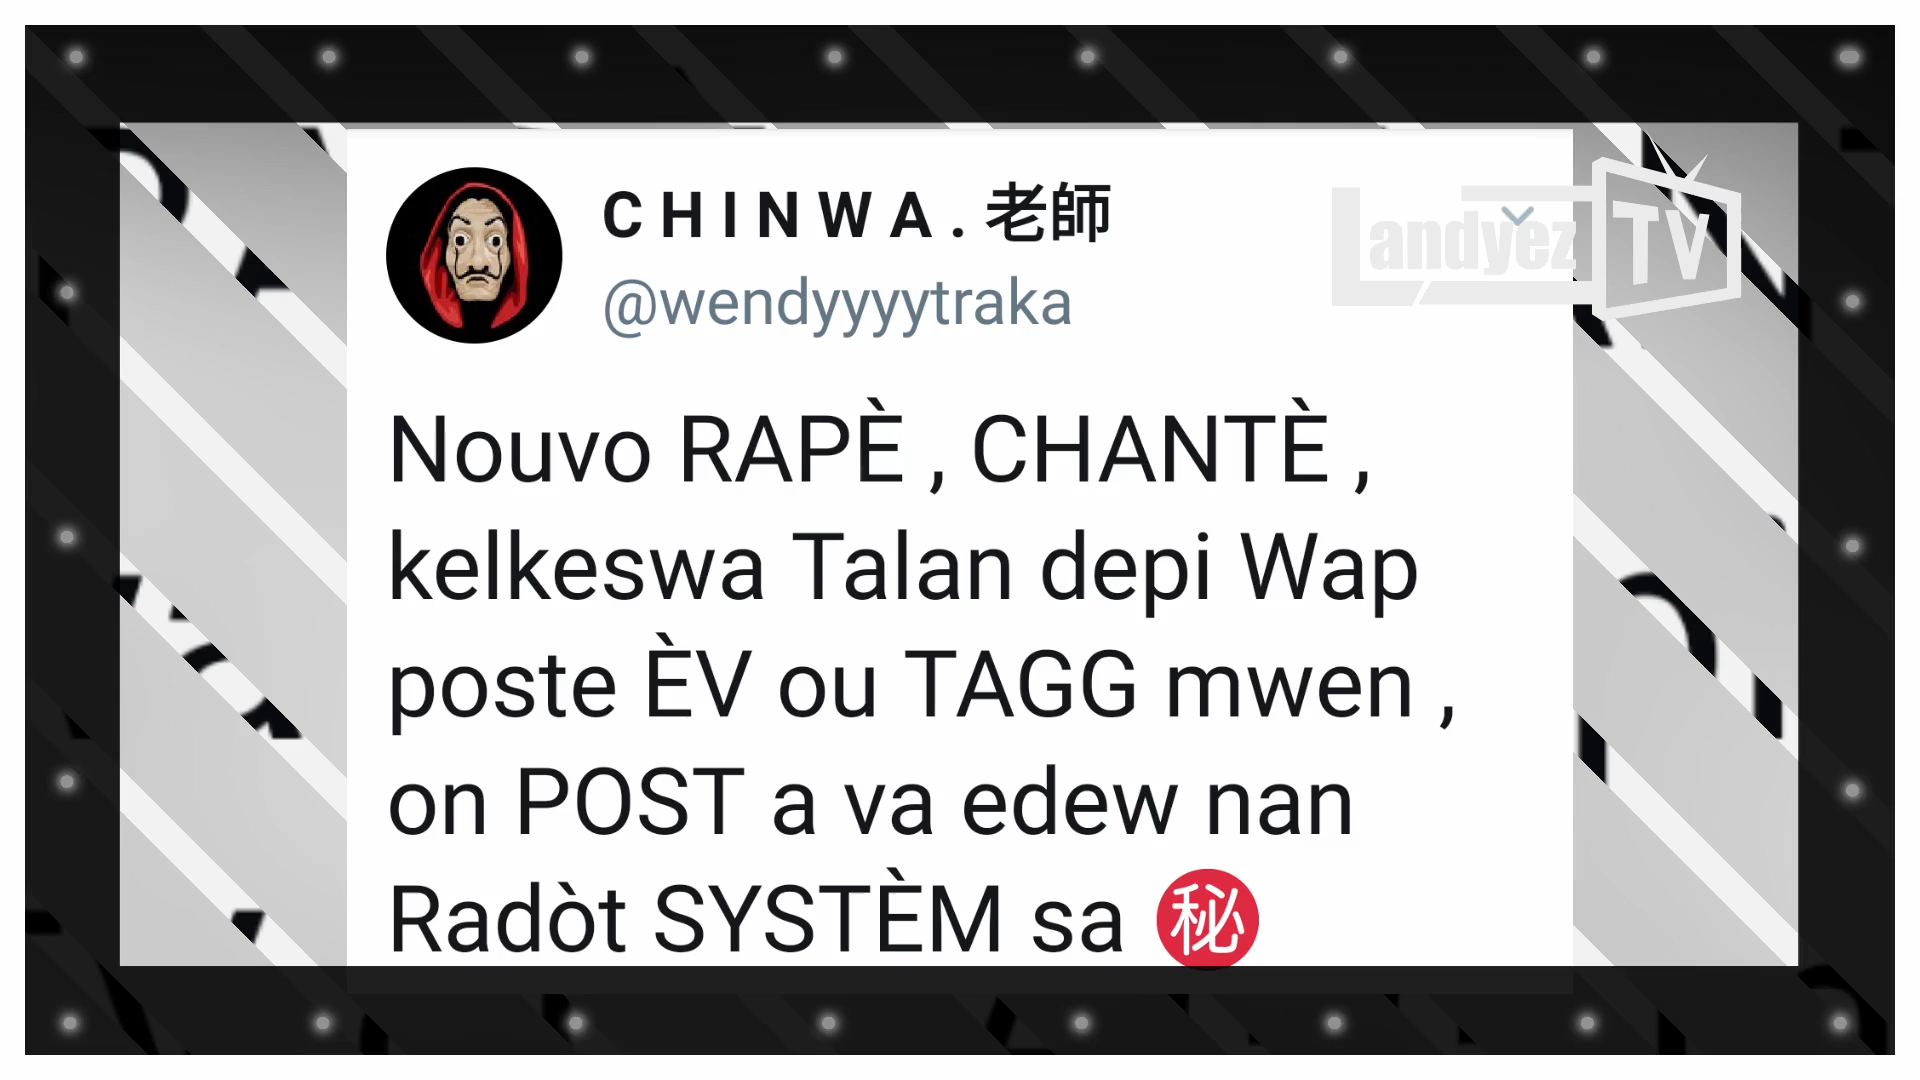 C H I N W A . 老師
Landyez TV
@wendyyyytraka
Nouvo RAPÈ , CHANTÈ ,
kelkeswa Talan depi Wap
poste ÈV ou TAGG mwen ,
on POST a va edew nan
Radòt SYSTÈM sa ㊙